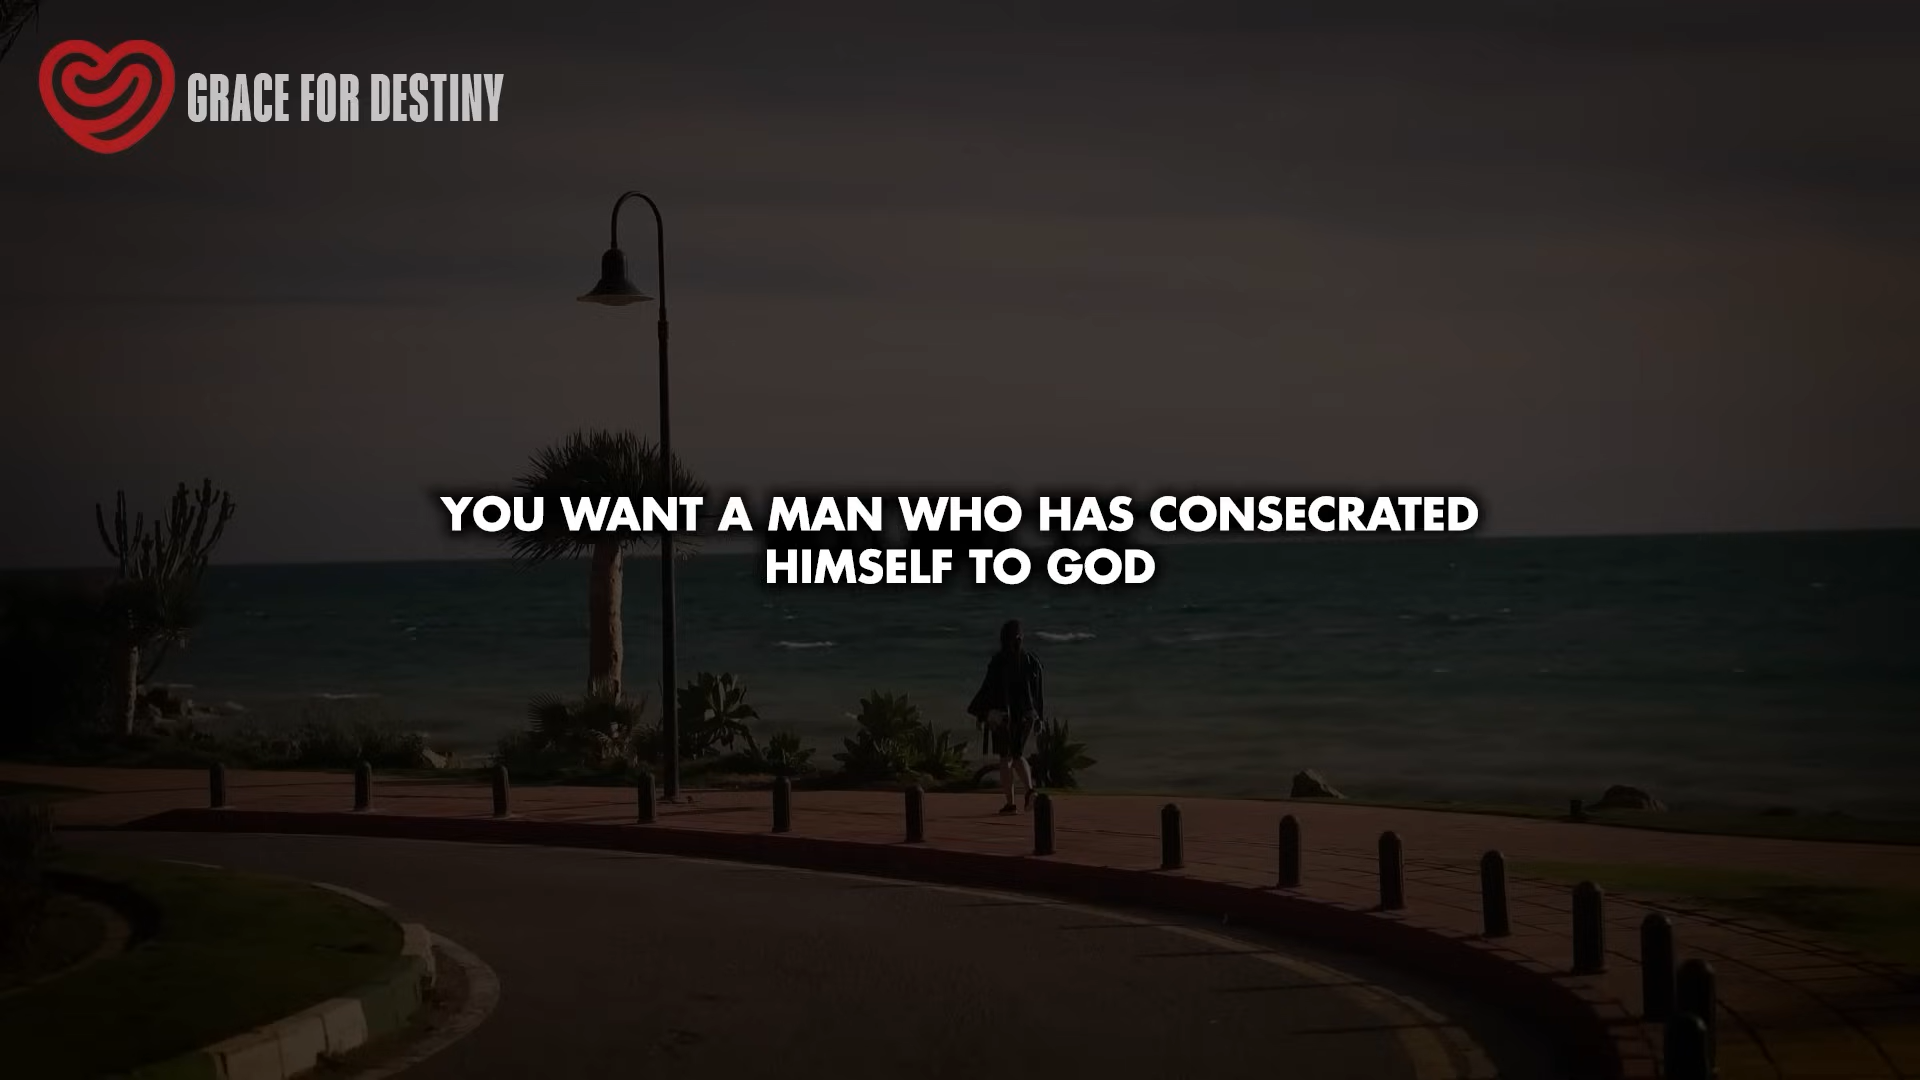 GRACE FOR DESTINY
YOU WANT A MAN WHO HAS CONSECRATED
HIMSELF TO GOD